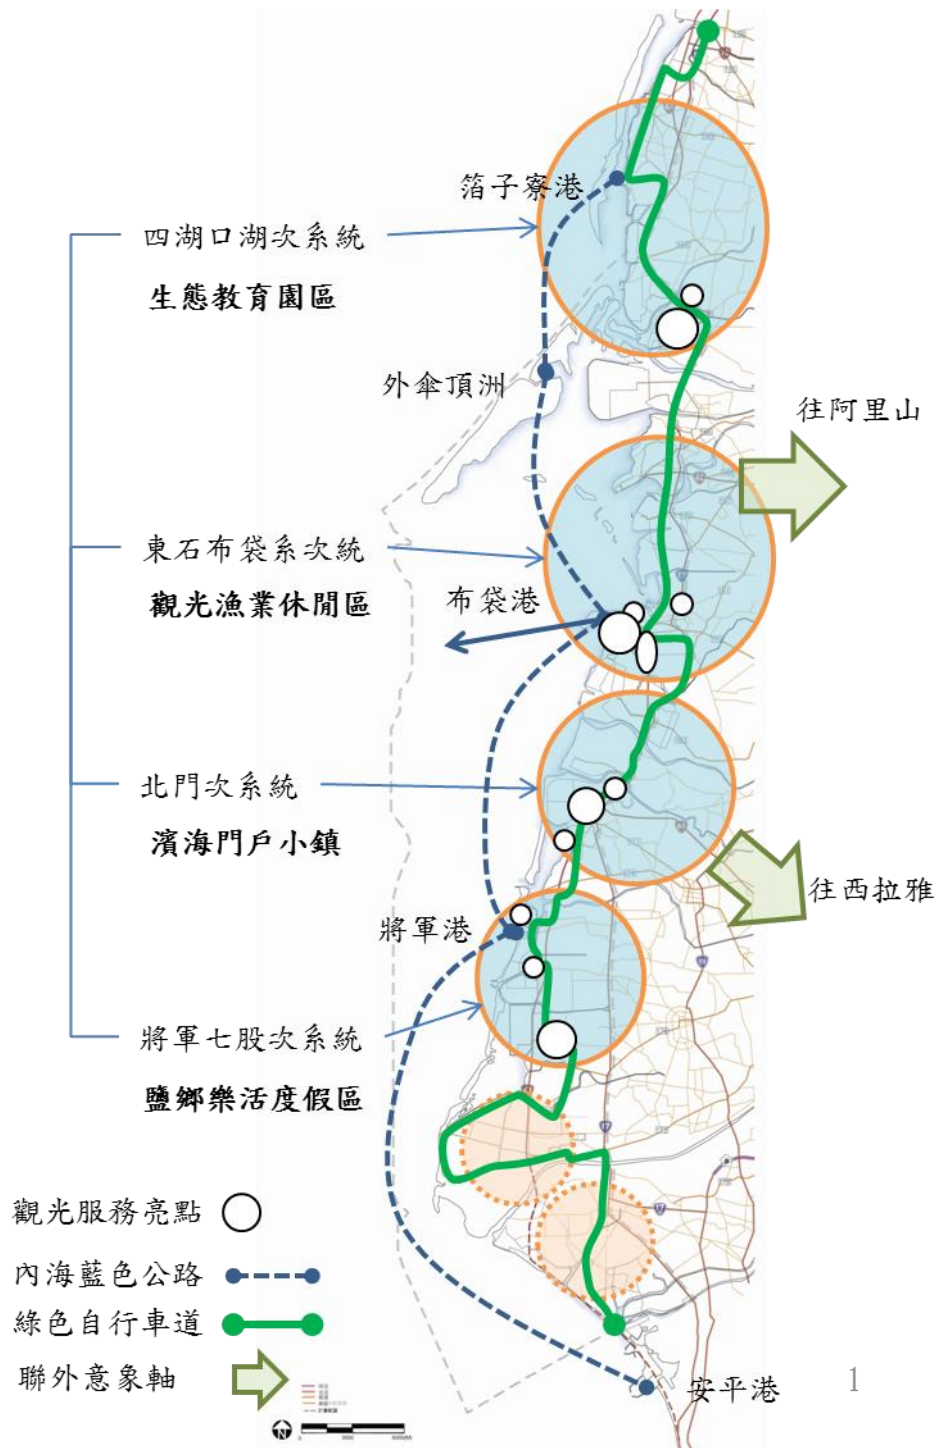 箔子寮港
四湖口湖次系統
生態教育園區
外傘頂洲
往阿里山
東石布袋系次統
觀光漁業休閒區
布袋港
北門次系統
濱海門戶小鎮
往西拉雅
將軍港
將軍七股次系統
鹽鄉樂活度假區
觀光服務亮點
內海藍色公路
綠色自行車道
聯外意象軸
安平港
1